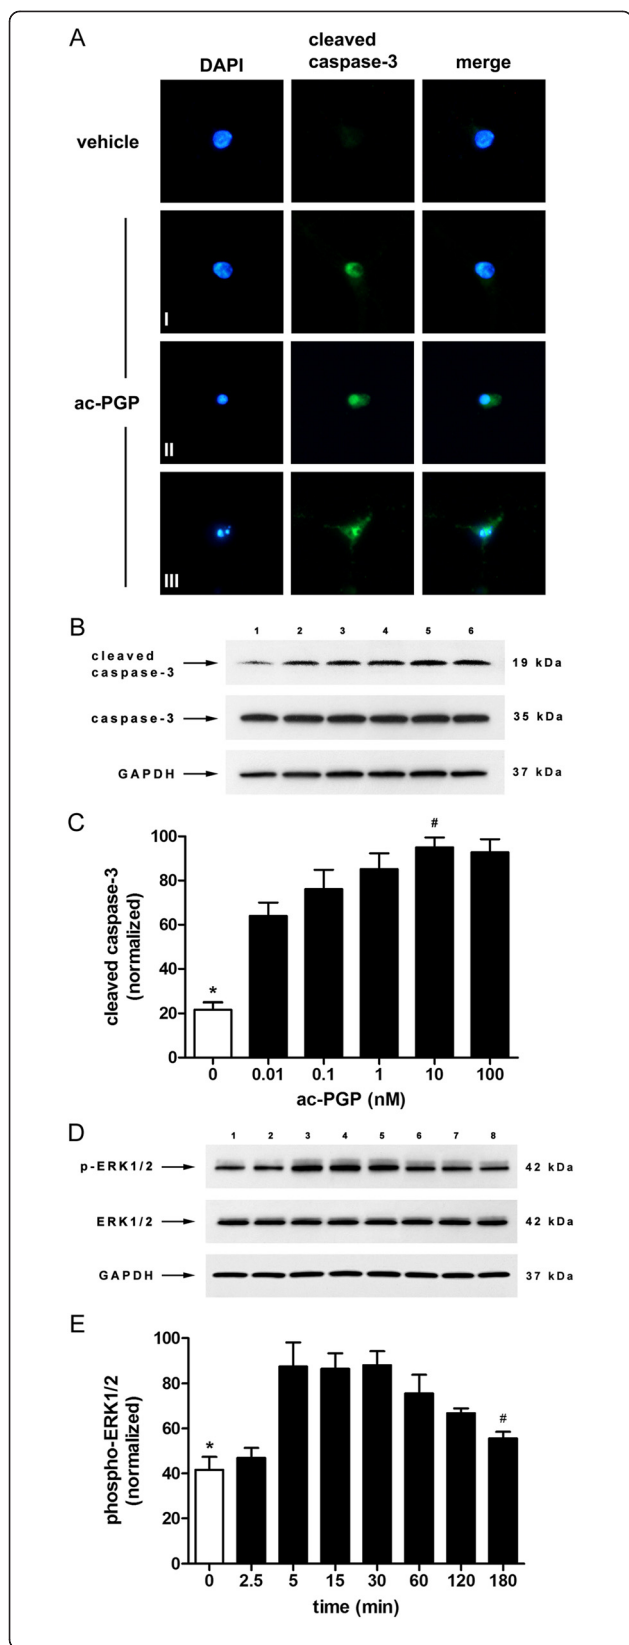 A
DAPI
cleaved
caspase-3
merge
vehicle
I
ac-PGP
II
III
B
1 2 3 4 5 6
cleaved
caspase-3
19 kDa
caspase-3
35 kDa
GAPDH
37 kDa
C
cleaved caspase-3
(normalized)
100
80
60
40
20
0
*
#
0 0.01 0.1 1 10 100
ac-PGP (nM)
D
1 2 3 4 5 6 7 8
p-ERK1/2
42 kDa
ERK1/2
42 kDa
GAPDH
37 kDa
E
phospho-ERK1/2
(normalized)
100
80
60
40
20
0
*
#
0 2.5 5 15 30 60 120 180
time (min)